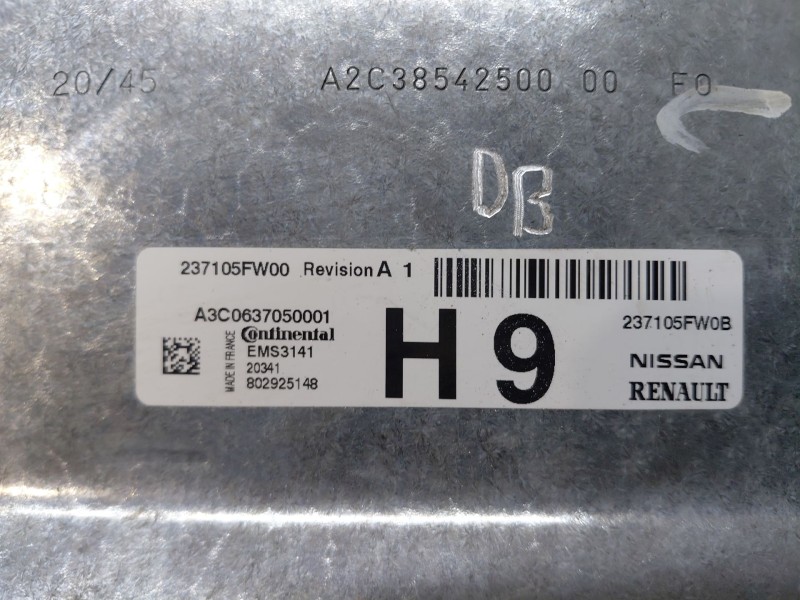 20/45 A2C38542500 00 F0
DB
237105FW00 Revision A 1
A3C0637050001
237105FW0B
MADE IN FRANCE
Continental
EMS3141
20341
802925148
H9
NISSAN
RENAULT